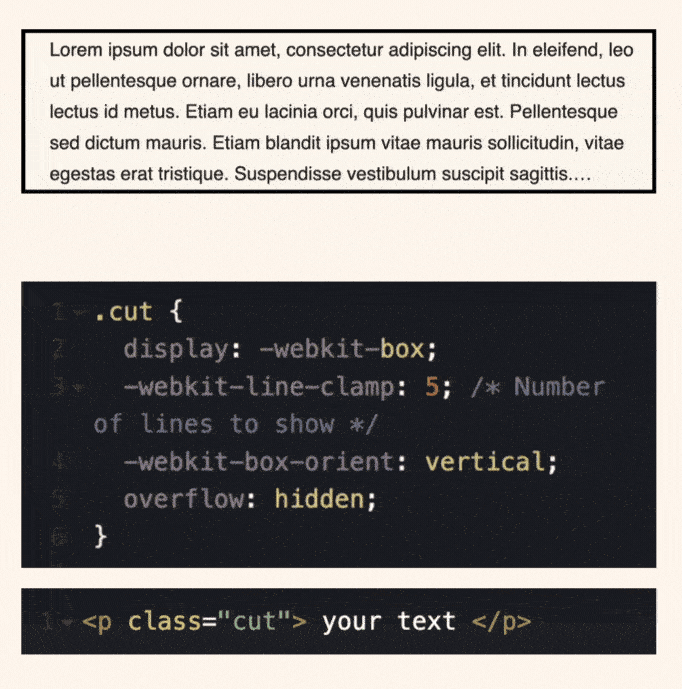 Lorem ipsum dolor sit amet, consectetur adipiscing elit. In eleifend, leo
ut pellentesque ornare, libero urna venenatis ligula, et tincidunt lectus
lectus id metus. Etiam eu lacinia orci, quis pulvinar est. Pellentesque
sed dictum mauris. Etiam blandit ipsum vitae mauris sollicitudin, vitae
egestas erat tristique. Suspendisse vestibulum suscipit sagittis....
1 .cut {
2 display: -webkit-box;
3 -webkit-line-clamp: 5; /* Number
of lines to show */
4 -webkit-box-orient: vertical;
5 overflow: hidden;
6 }
1 <p class="cut"> your text </p>